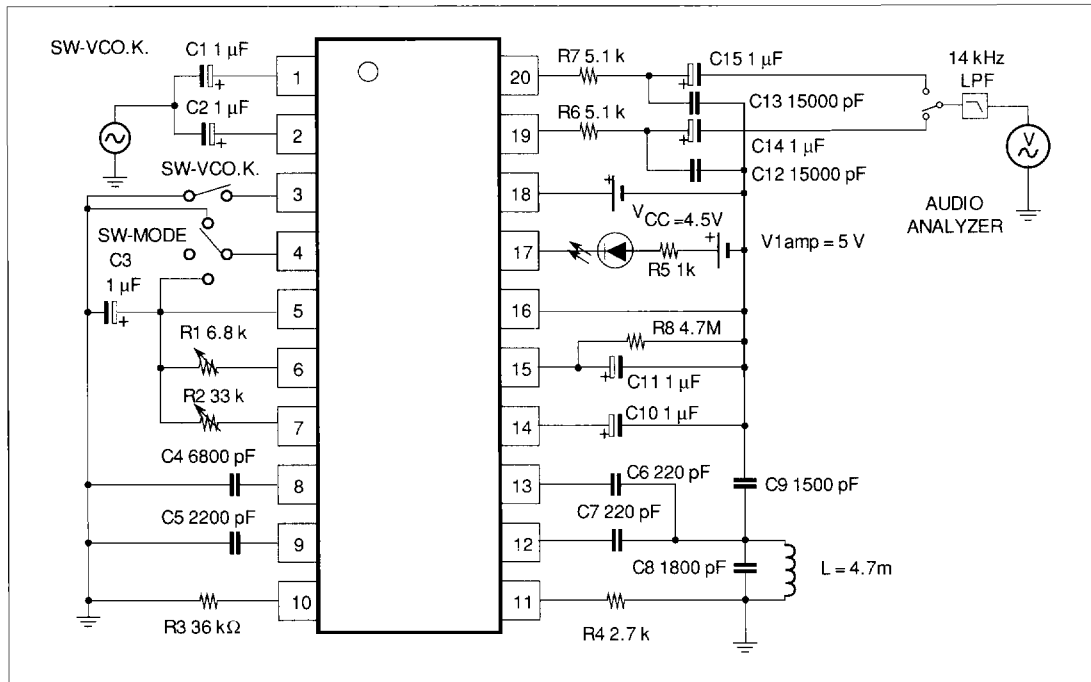 SW-VCO.K.
C1 1 µF
+
1
C2 1 µF
+
2
SW-VCO.K.
3
SW-MODE
4
C3
1 µF
+
5
R1 6.8 k
6
R2 33 k
7
C4 6800 pF
8
C5 2200 pF
9
10
R3 36 kΩ
20
R7 5.1 k
C15 1 µF
+
C13 15000 pF
14 kHz
LPF
19
R6 5.1 k
+
C14 1 µF
C12 15000 pF
V
AUDIO
ANALYZER
18
+
VCC =4.5V
17
R5 1k
+
V1amp = 5 V
16
R8 4.7M
15
+
C11 1 µF
14
+
C10 1 µF
13
C6 220 pF
C9 1500 pF
12
C7 220 pF
C8 1800 pF
L = 4.7m
11
R4 2.7 k